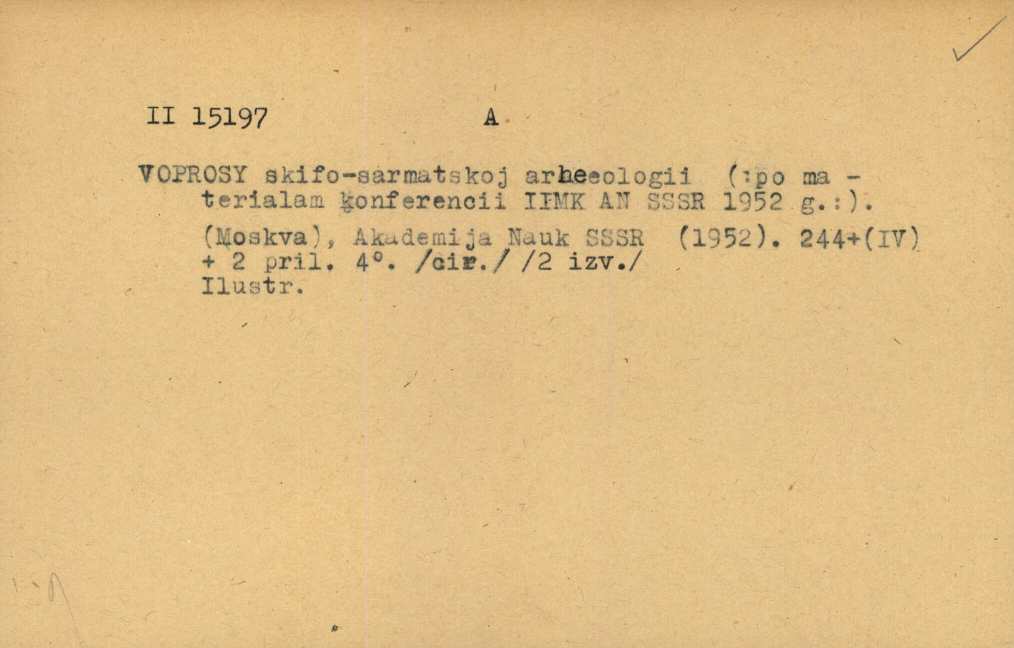 II 15197 A
VOPROSY skifo-sarmatskoj arheeologii (:po ma -
terialam konferencii IIMK AN SSSR 1952 g.:).
(Moskva), Akademija Nauk SSSR (1952). 244+(IV)
+ 2 pril. 4°. /cir./ /2 izv./
Ilustr.